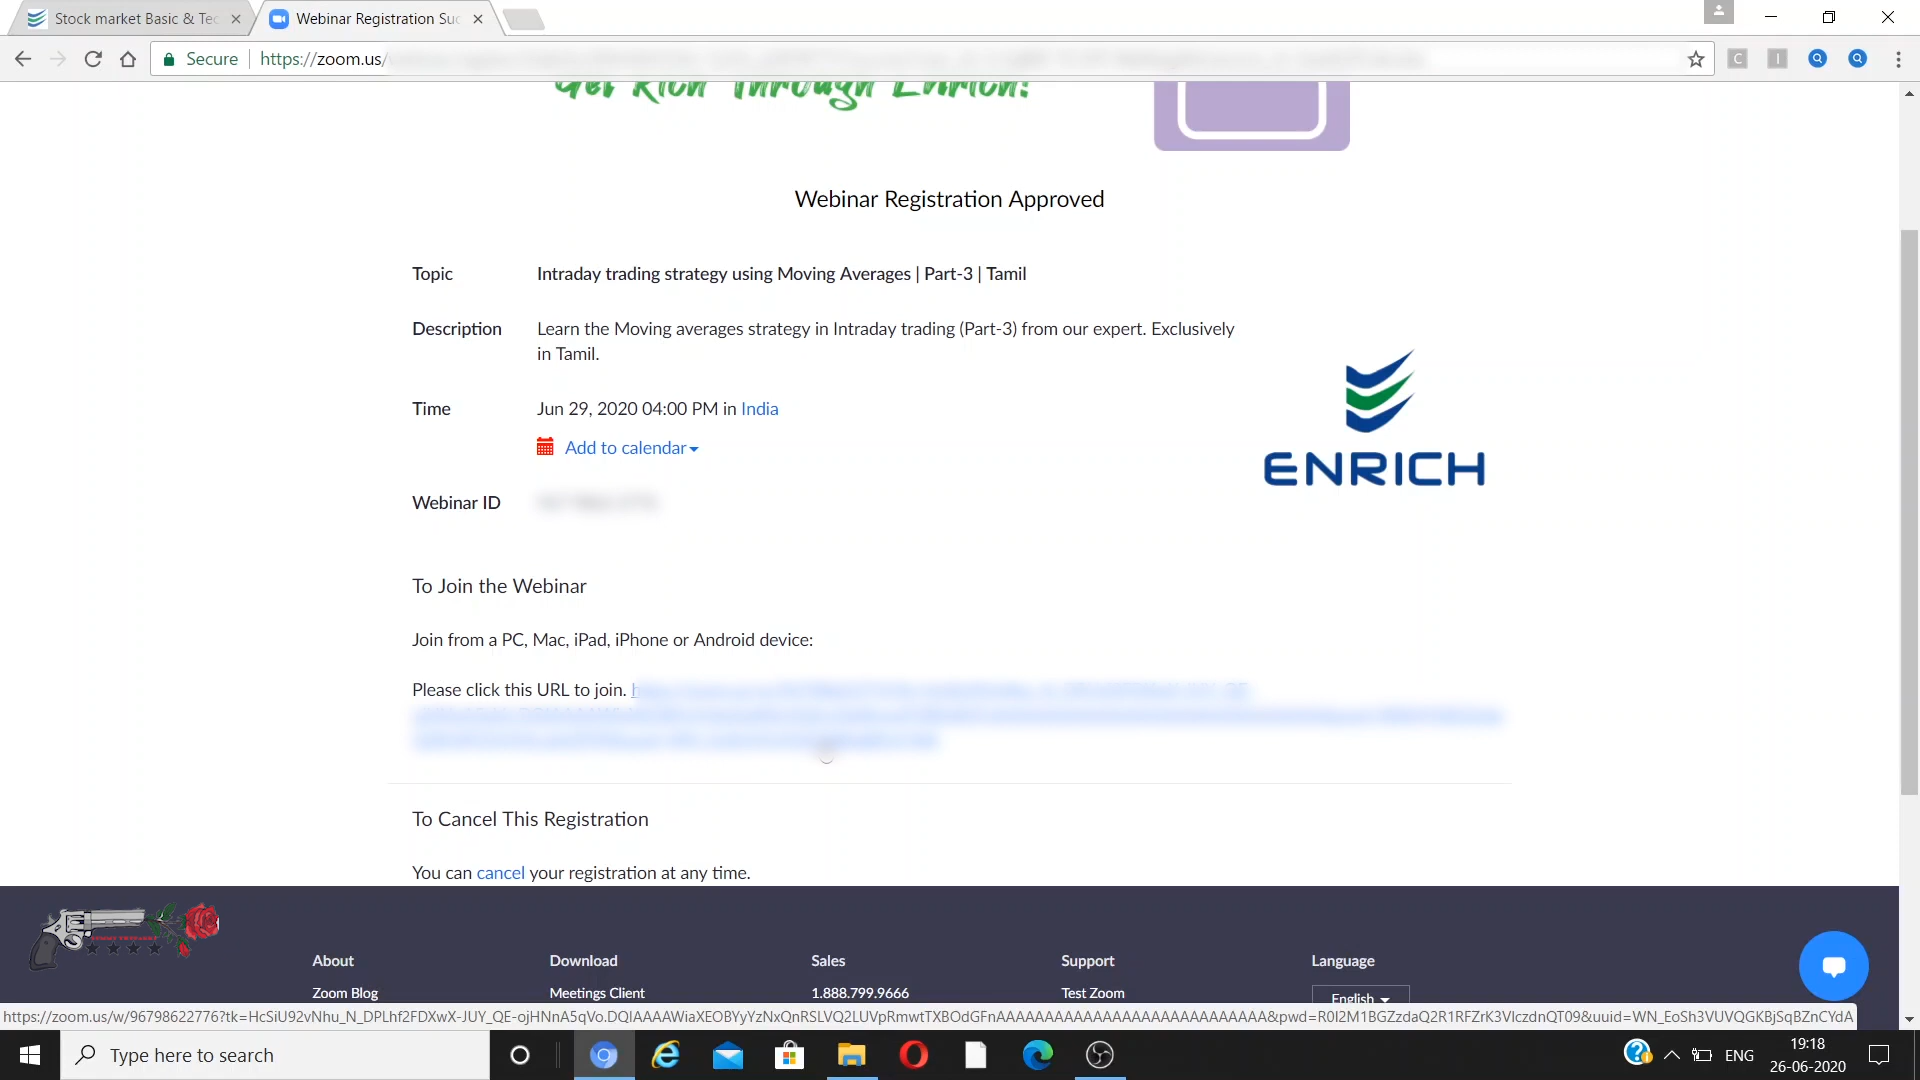 Stock market Basic & Tec
Webinar Registration Suc
Secure
https://zoom.us/
Get Rich Through Enrich!
Webinar Registration Approved
Topic
Intraday trading strategy using Moving Averages | Part-3 | Tamil
Description
Learn the Moving averages strategy in Intraday trading (Part-3) from our expert. Exclusively
in Tamil.
Time
Jun 29, 2020 04:00 PM in India
Add to calendar
ENRICH
Webinar ID
To Join the Webinar
Join from a PC, Mac, iPad, iPhone or Android device:
Please click this URL to join. h
To Cancel This Registration
You can cancel your registration at any time.
About
Download
Sales
Support
Language
Zoom Blog
Meetings Client
1.888.799.9666
Test Zoom
English
https://zoom.us/w/96798622776?tk=HcSiU92vNhu_N_DPLhf2FDXwX-JUY_QE-ojHNnA5qVo.DQIAAAAWiaXEOBYyYzNxQnRSLVQ2LUVpRmwtTXBOdGFnAAAAAAAAAAAAAAAAAAAAAAAAAAAA&pwd=R0I2M1BGZzdaQ2R1RFZrK3VIczdnQT09&uuid=WN_EoSh3VUVQGKBjSqBZnCYdA
Type here to search
ENG
19:18
26-06-2020